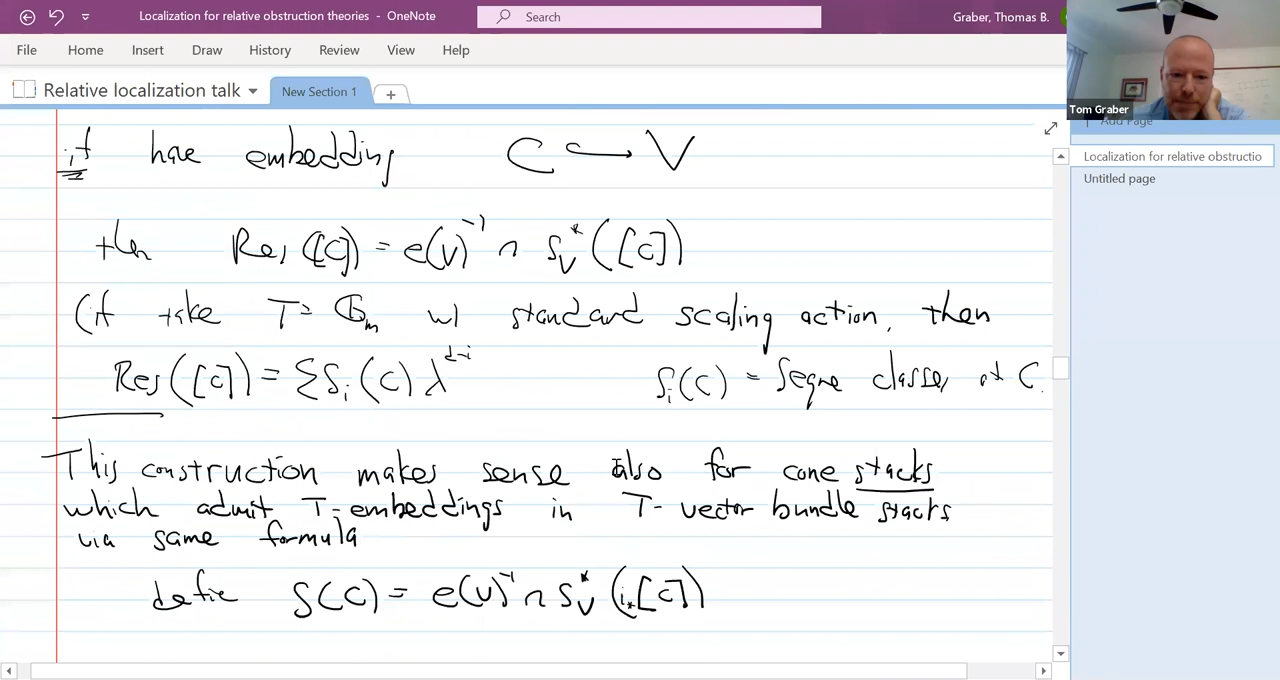 Localization for relative obstruction theories - OneNote
Search
Graber, Thomas B.
File Home Insert Draw History Review View Help
Relative localization talk
New Section 1
Tom Graber
Add Page
Localization for relative obstructio
Untitled page
if have embedding C ↪ V
then Res([C]) = e(V)⁻¹ ∩ s_V^*([C])
(if take T = 𝔾_m w/ standard scaling action, then
Res([C]) = Σ s_i(C) λ^{d-i} s_i(C) = Segre classes of C.
This construction makes sense also for cone stacks
which admit T-embeddings in T-vector bundle stacks
via same formula
define s(C) = e(V)⁻¹ ∩ s_V^*(i_*[C])